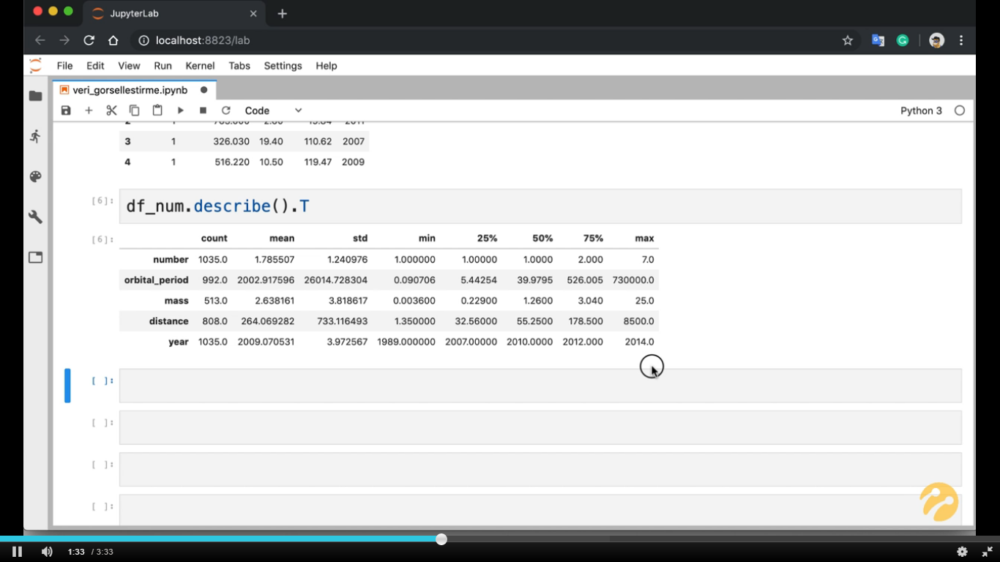 JupyterLab
localhost:8823/lab
File Edit View Run Kernel Tabs Settings Help
veri_gorsellestirme.ipynb
Code Python 3
3 1 326.030 19.40 110.62 2007
4 1 516.220 10.50 119.47 2009
[6]: df_num.describe().T
[6]: count mean std min 25% 50% 75% max
number 1035.0 1.785507 1.240976 1.000000 1.00000 1.0000 2.000 7.0
orbital_period 992.0 2002.917596 26014.728304 0.090706 5.44254 39.9795 526.005 730000.0
mass 513.0 2.638161 3.818617 0.003600 0.22900 1.2600 3.040 25.0
distance 808.0 264.069282 733.116493 1.350000 32.56000 55.2500 178.500 8500.0
year 1035.0 2009.070531 3.972567 1989.000000 2007.00000 2010.0000 2012.000 2014.0
[ ]:
[ ]:
[ ]:
[ ]:
1:33 / 3:33